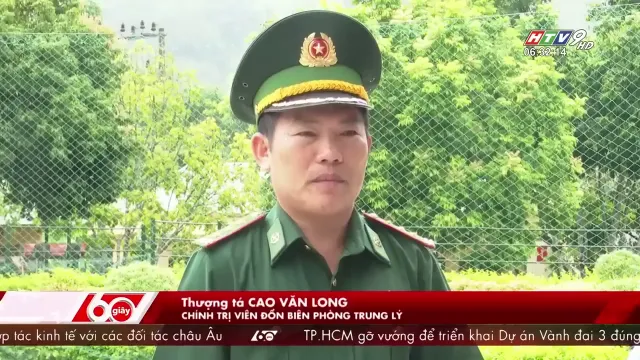 HTV9 HD
06:32:14
Thượng tá CAO VĂN LONG
CHÍNH TRỊ VIÊN ĐỒN BIÊN PHÒNG TRUNG LÝ
60 giây
ợp tác kinh tế với các đối tác châu Âu TP.HCM gỡ vướng để triển khai Dự án Vành đai 3 đúng